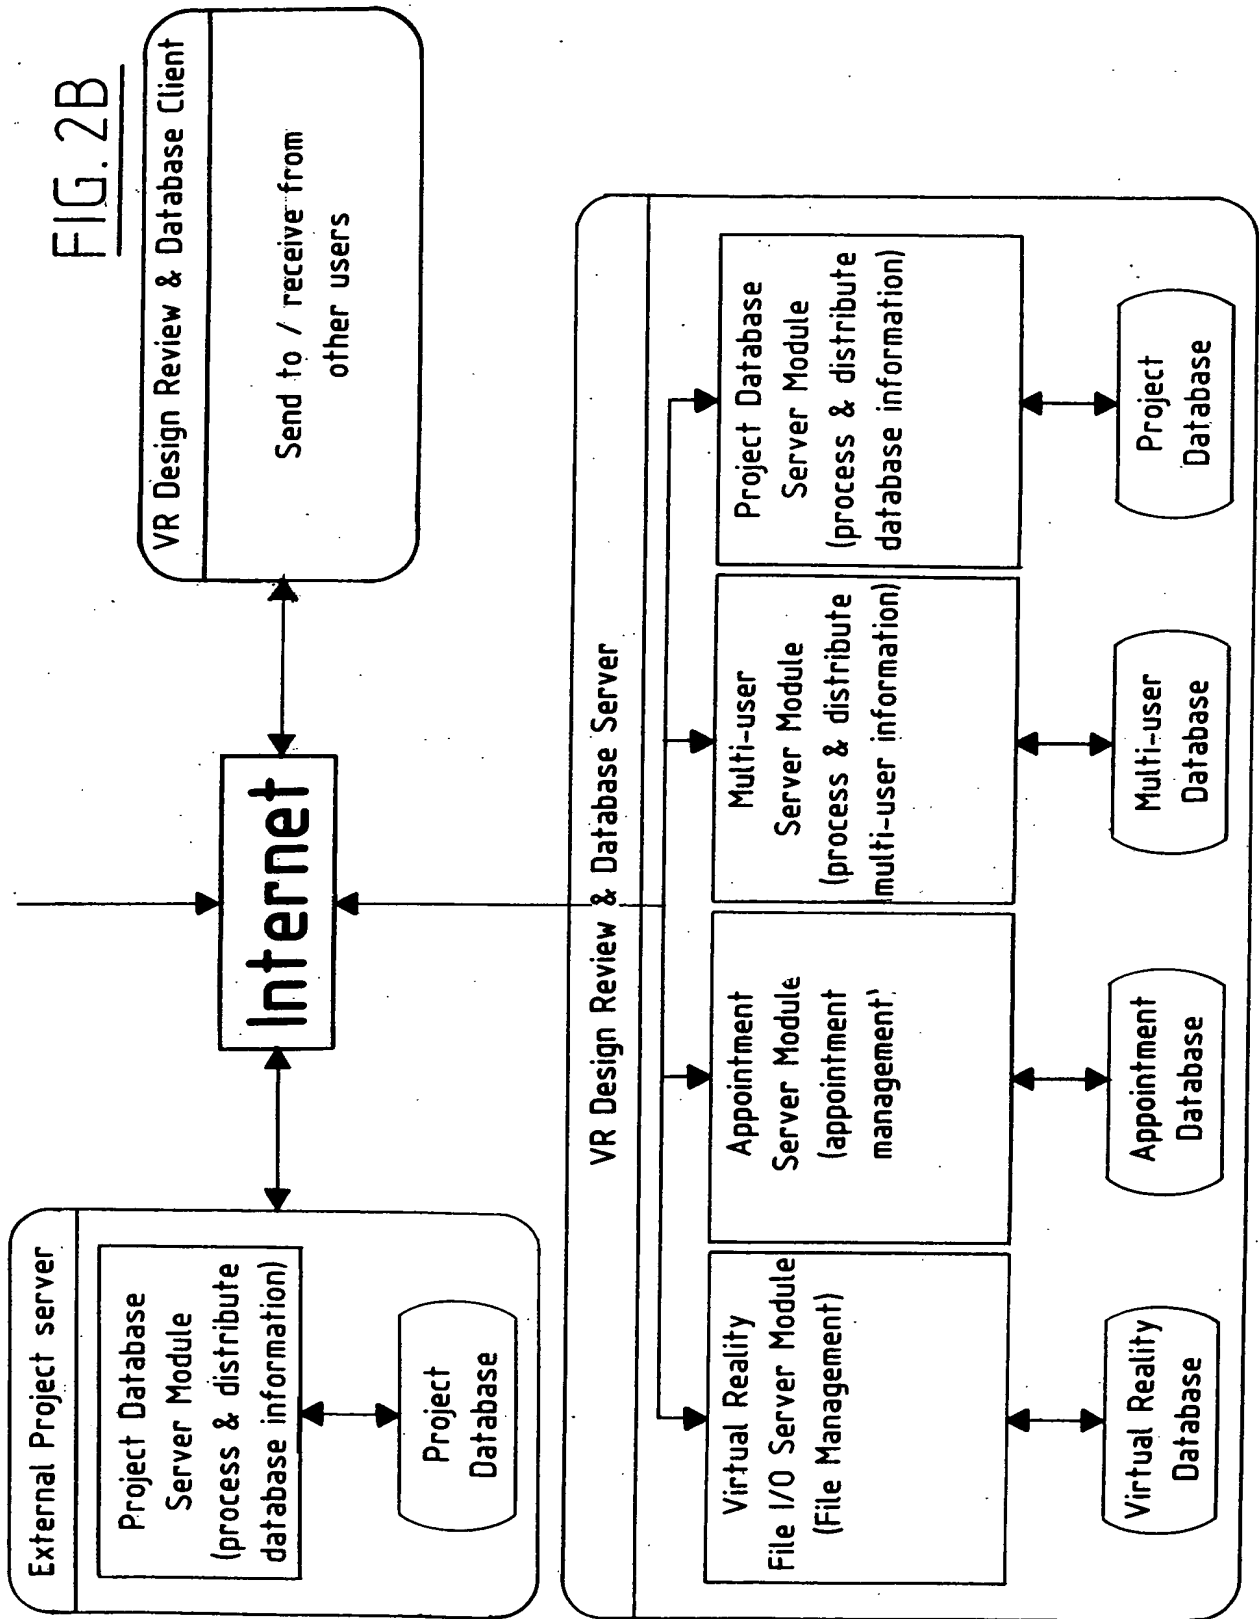 FIG. 2B
External Project server
Project Database
Server Module
(process & distribute
database information)
Project
Database
Internet
VR Design Review & Database Client
Send to / receive from
other users
VR Design Review & Database Server
Virtual Reality
File I/O Server Module
(File Management)
Appointment
Server Module
(appointment
management)
Multi-user
Server Module
(process & distribute
multi-user information)
Project Database
Server Module
(process & distribute
database information)
Virtual Reality
Database
Appointment
Database
Multi-user
Database
Project
Database